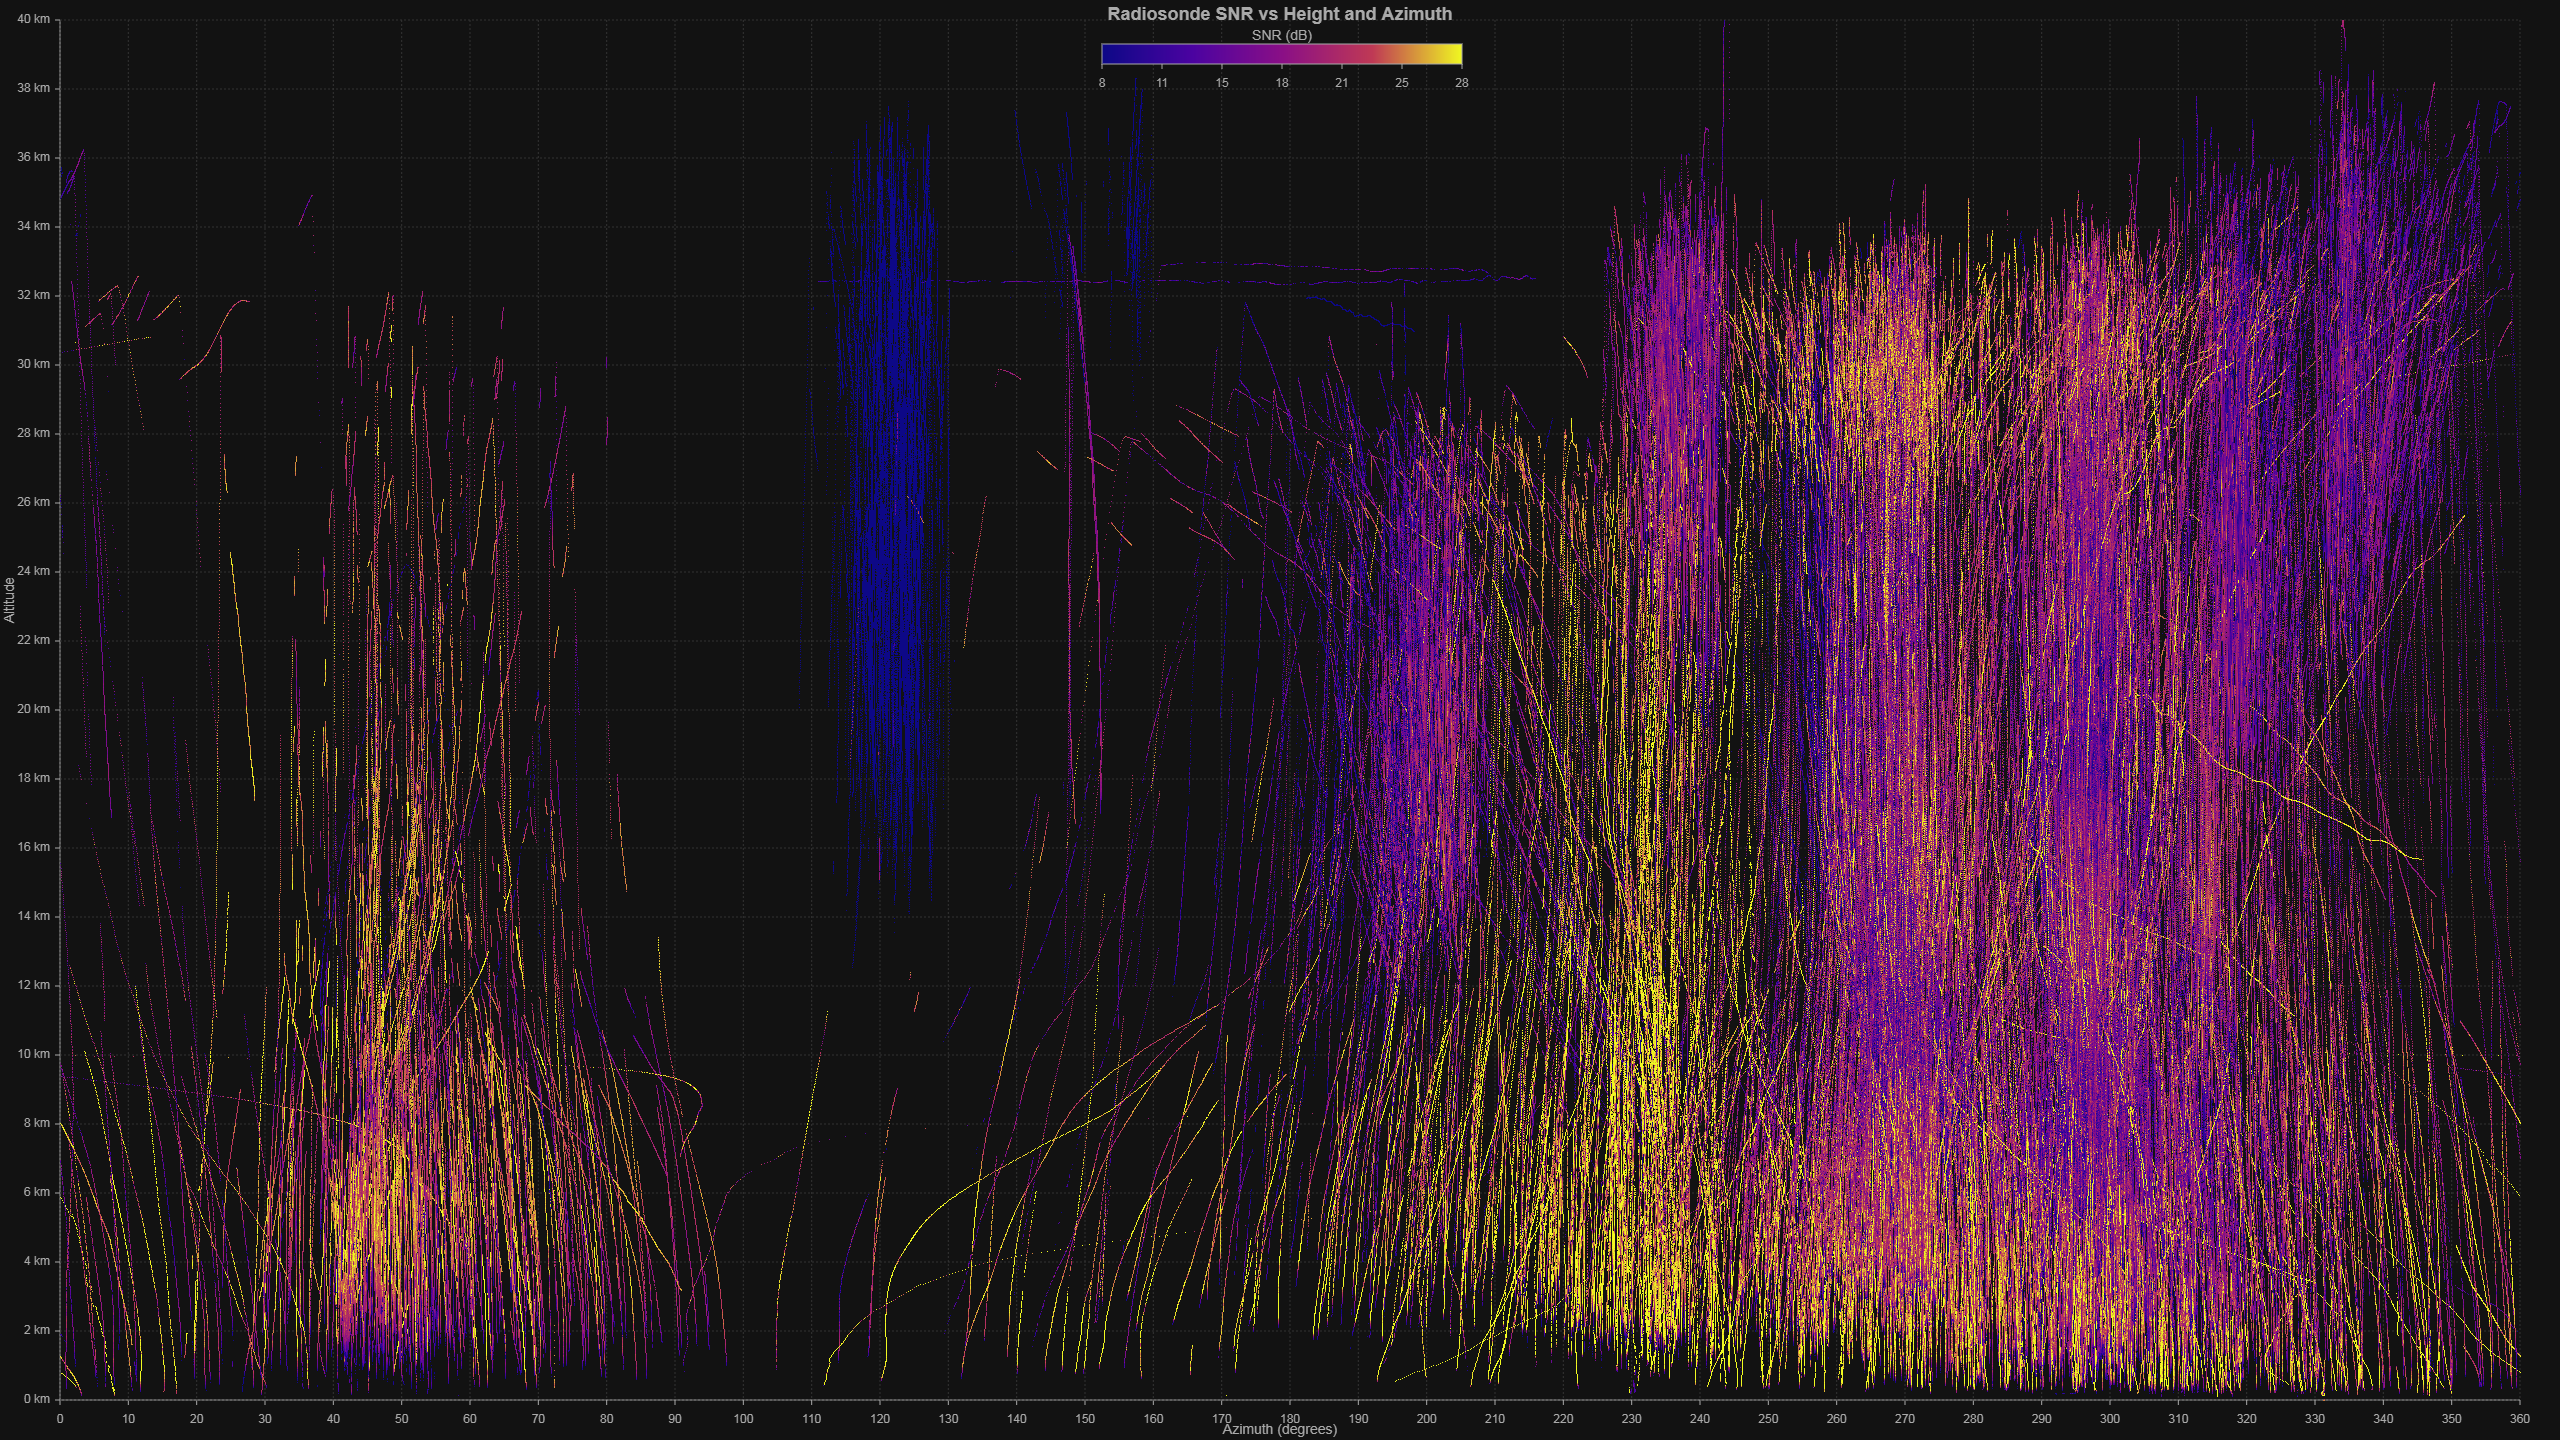 Radiosonde SNR vs Height and Azimuth
SNR (dB)
8 11 15 18 21 25 28
40 km
38 km
36 km
34 km
32 km
30 km
28 km
26 km
24 km
Altitude
22 km
20 km
18 km
16 km
14 km
12 km
10 km
8 km
6 km
4 km
2 km
0 km
0 10 20 30 40 50 60 70 80 90 100 110 120 130 140 150 160 170 180 190 200 210 220 230 240 250 260 270 280 290 300 310 320 330 340 350 360
Azimuth (degrees)